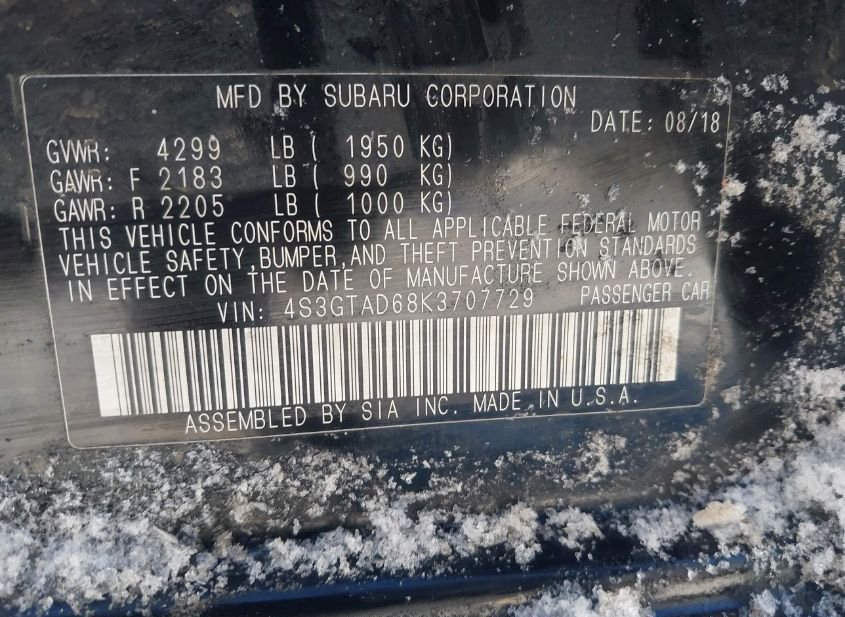 MFD BY SUBARU CORPORATION
DATE: 08/18
GVWR: 4299 LB ( 1950 KG)
GAWR: F 2183 LB ( 990 KG)
GAWR: R 2205 LB ( 1000 KG)
THIS VEHICLE CONFORMS TO ALL APPLICABLE FEDERAL MOTOR
VEHICLE SAFETY, BUMPER, AND THEFT PREVENTION STANDARDS
IN EFFECT ON THE DATE OF MANUFACTURE SHOWN ABOVE.
VIN: 4S3GTAD68K3707729 PASSENGER CAR
ASSEMBLED BY SIA INC. MADE IN U.S.A.